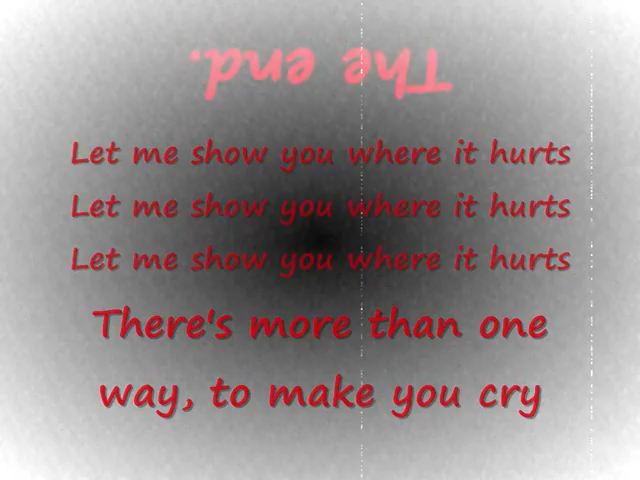 The end.
Let me show you where it hurts
Let me show you where it hurts
Let me show you where it hurts
There's more than one
way, to make you cry